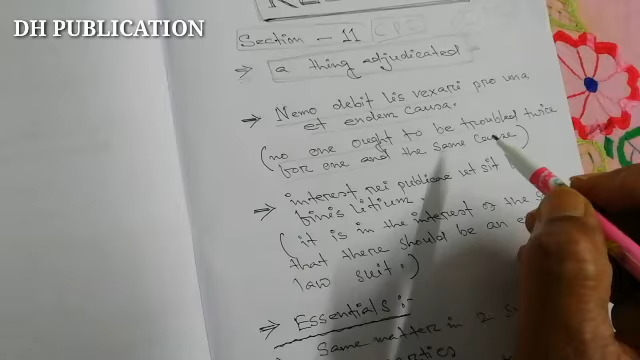 DH PUBLICATION
Section - 11 CPC
⇒ a thing adjudicated
⇒ Nemo debit lis vexari pro una
et endem causa.
(no one ought to be troubled twice
for one and the same cause)
⇒ interest rei publicae ut sit
finis litium.
(it is in the interest of the
that there should be an
law suit.)
⇒ Essentials :-
Same matter in 2